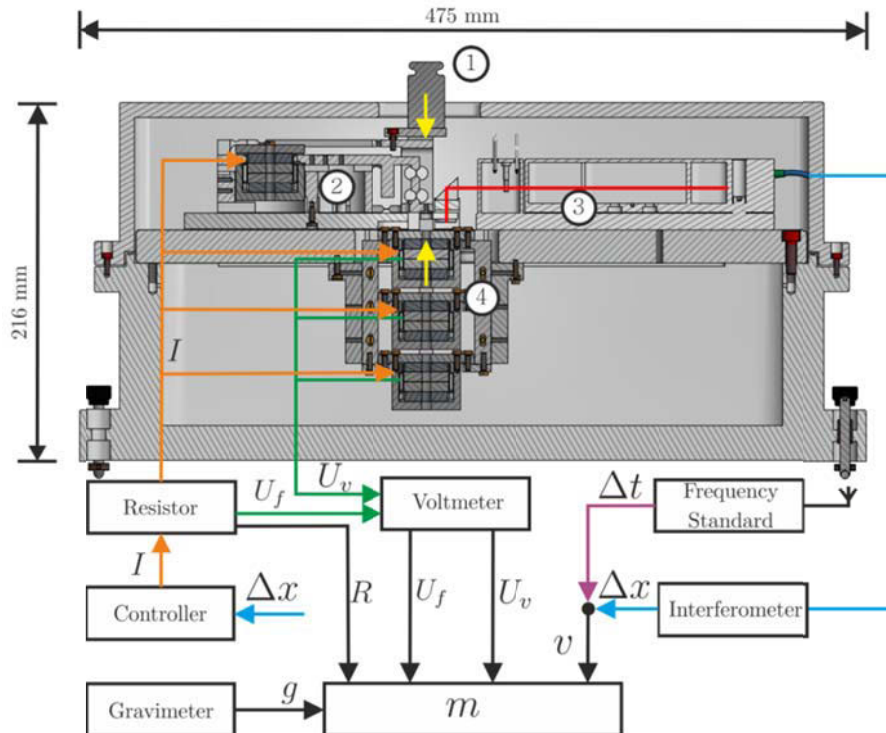 475 mm
1
216 mm
2
3
4
I
U_v
U_f
Resistor
Voltmeter
Δt
Frequency
Standard
I
Δx
R
U_f
U_v
Δx
Controller
Interferometer
v
Gravimeter
g
m